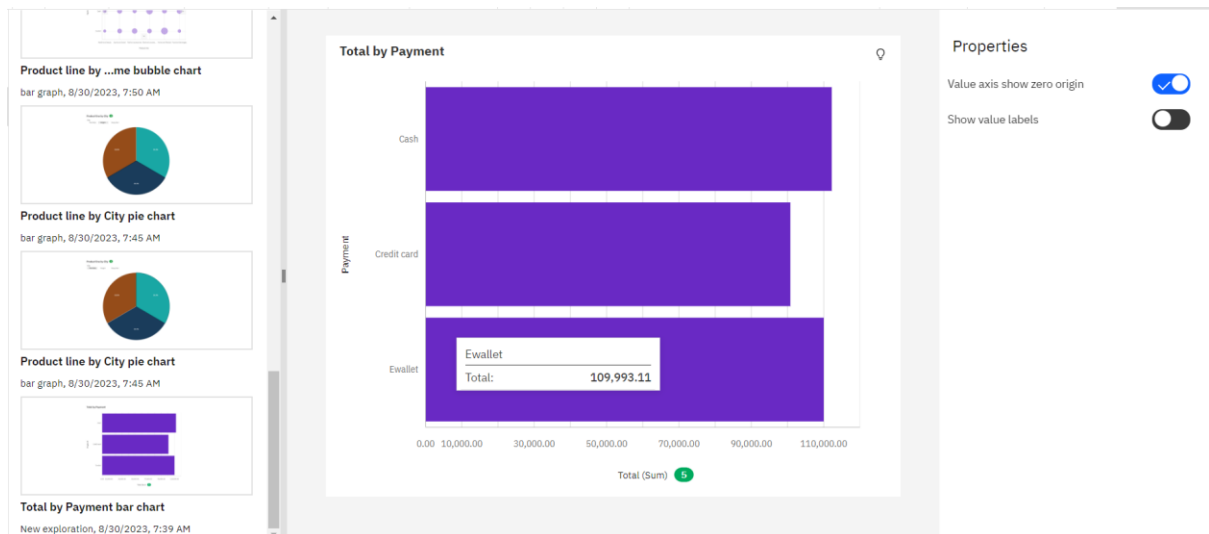 Product line by ...me bubble chart
bar graph, 8/30/2023, 7:50 AM
Product line by City pie chart
bar graph, 8/30/2023, 7:45 AM
Product line by City pie chart
bar graph, 8/30/2023, 7:45 AM
Total by Payment bar chart
New exploration, 8/30/2023, 7:39 AM
Total by Payment
Payment
Cash
Credit card
Ewallet
Ewallet
Total: 109,993.11
0.00 10,000.00 30,000.00 50,000.00 70,000.00 90,000.00 110,000.00
Total (Sum) 5
Properties
Value axis show zero origin
Show value labels